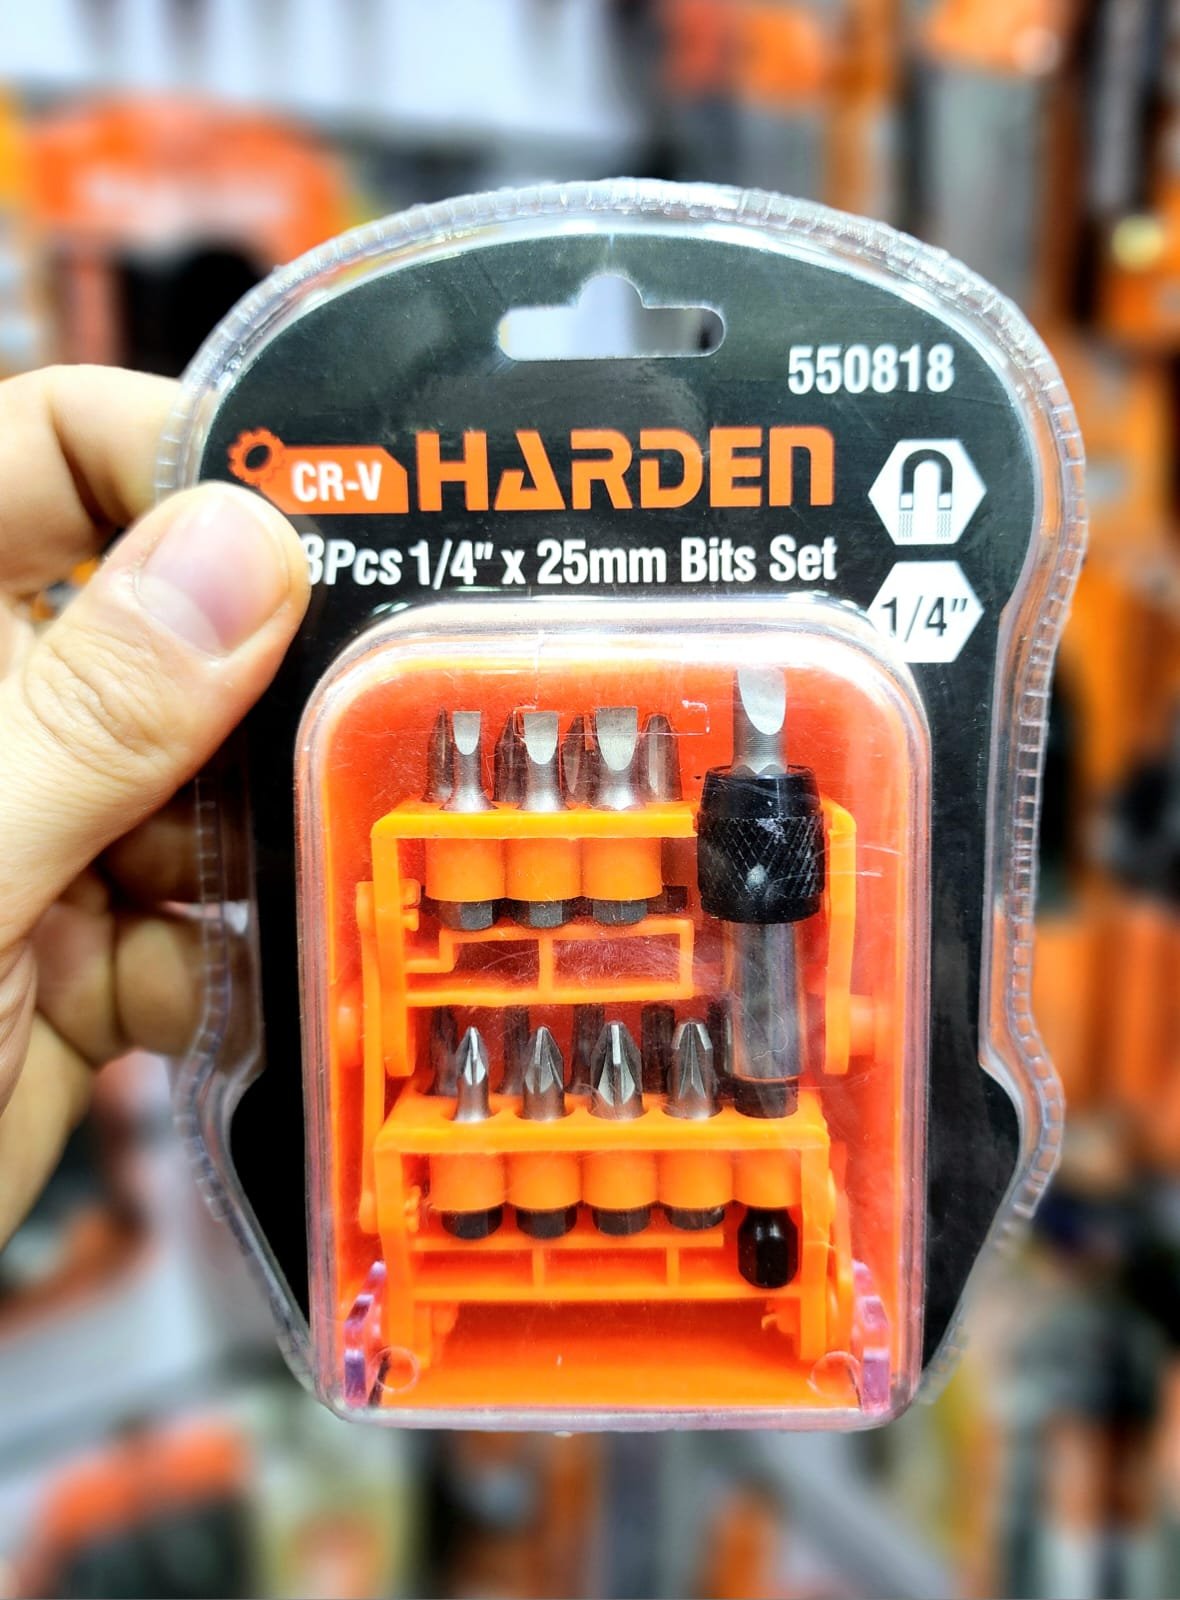 550818
CR-V HARDEN
Pcs 1/4" x 25mm Bits Set
1/4"